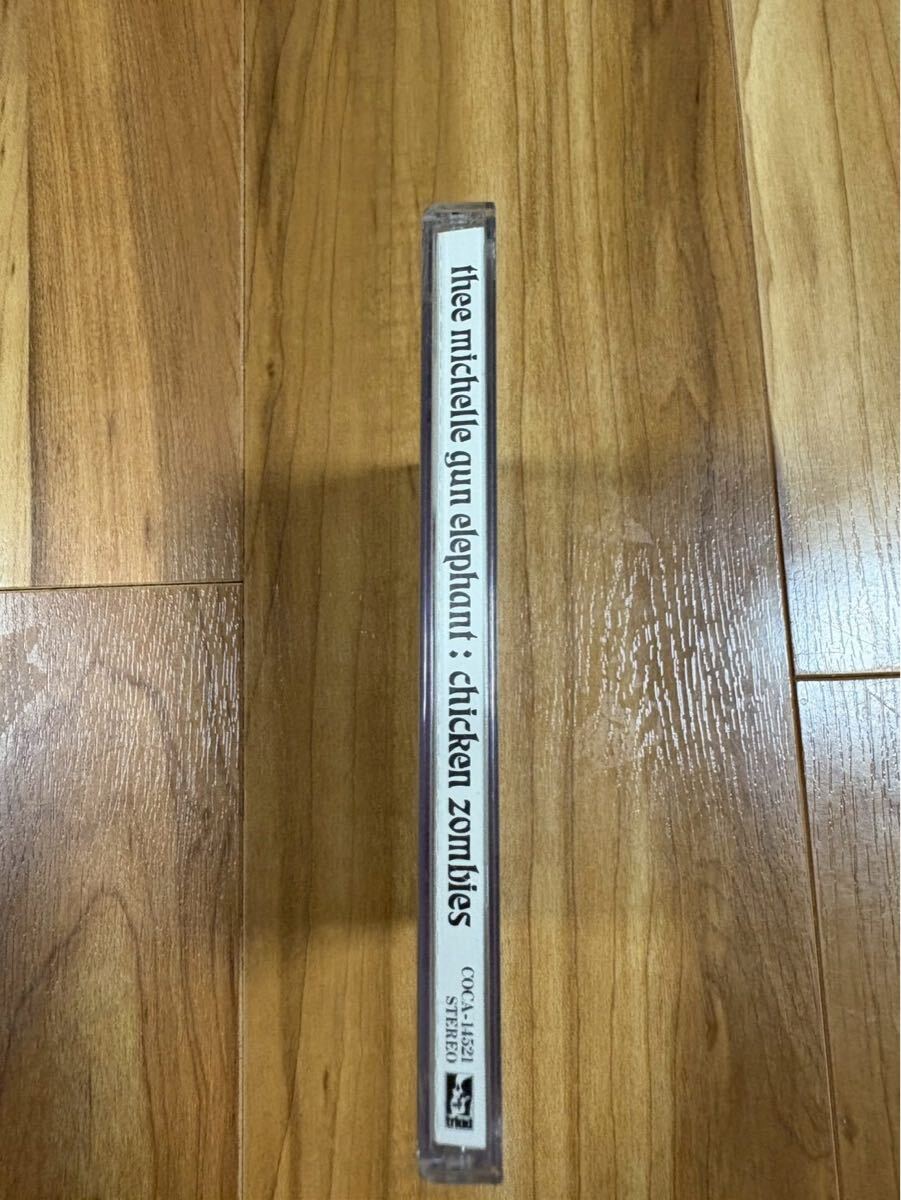 thee michelle gun elephant : chicken zombies
COCA-14521
STEREO
triad